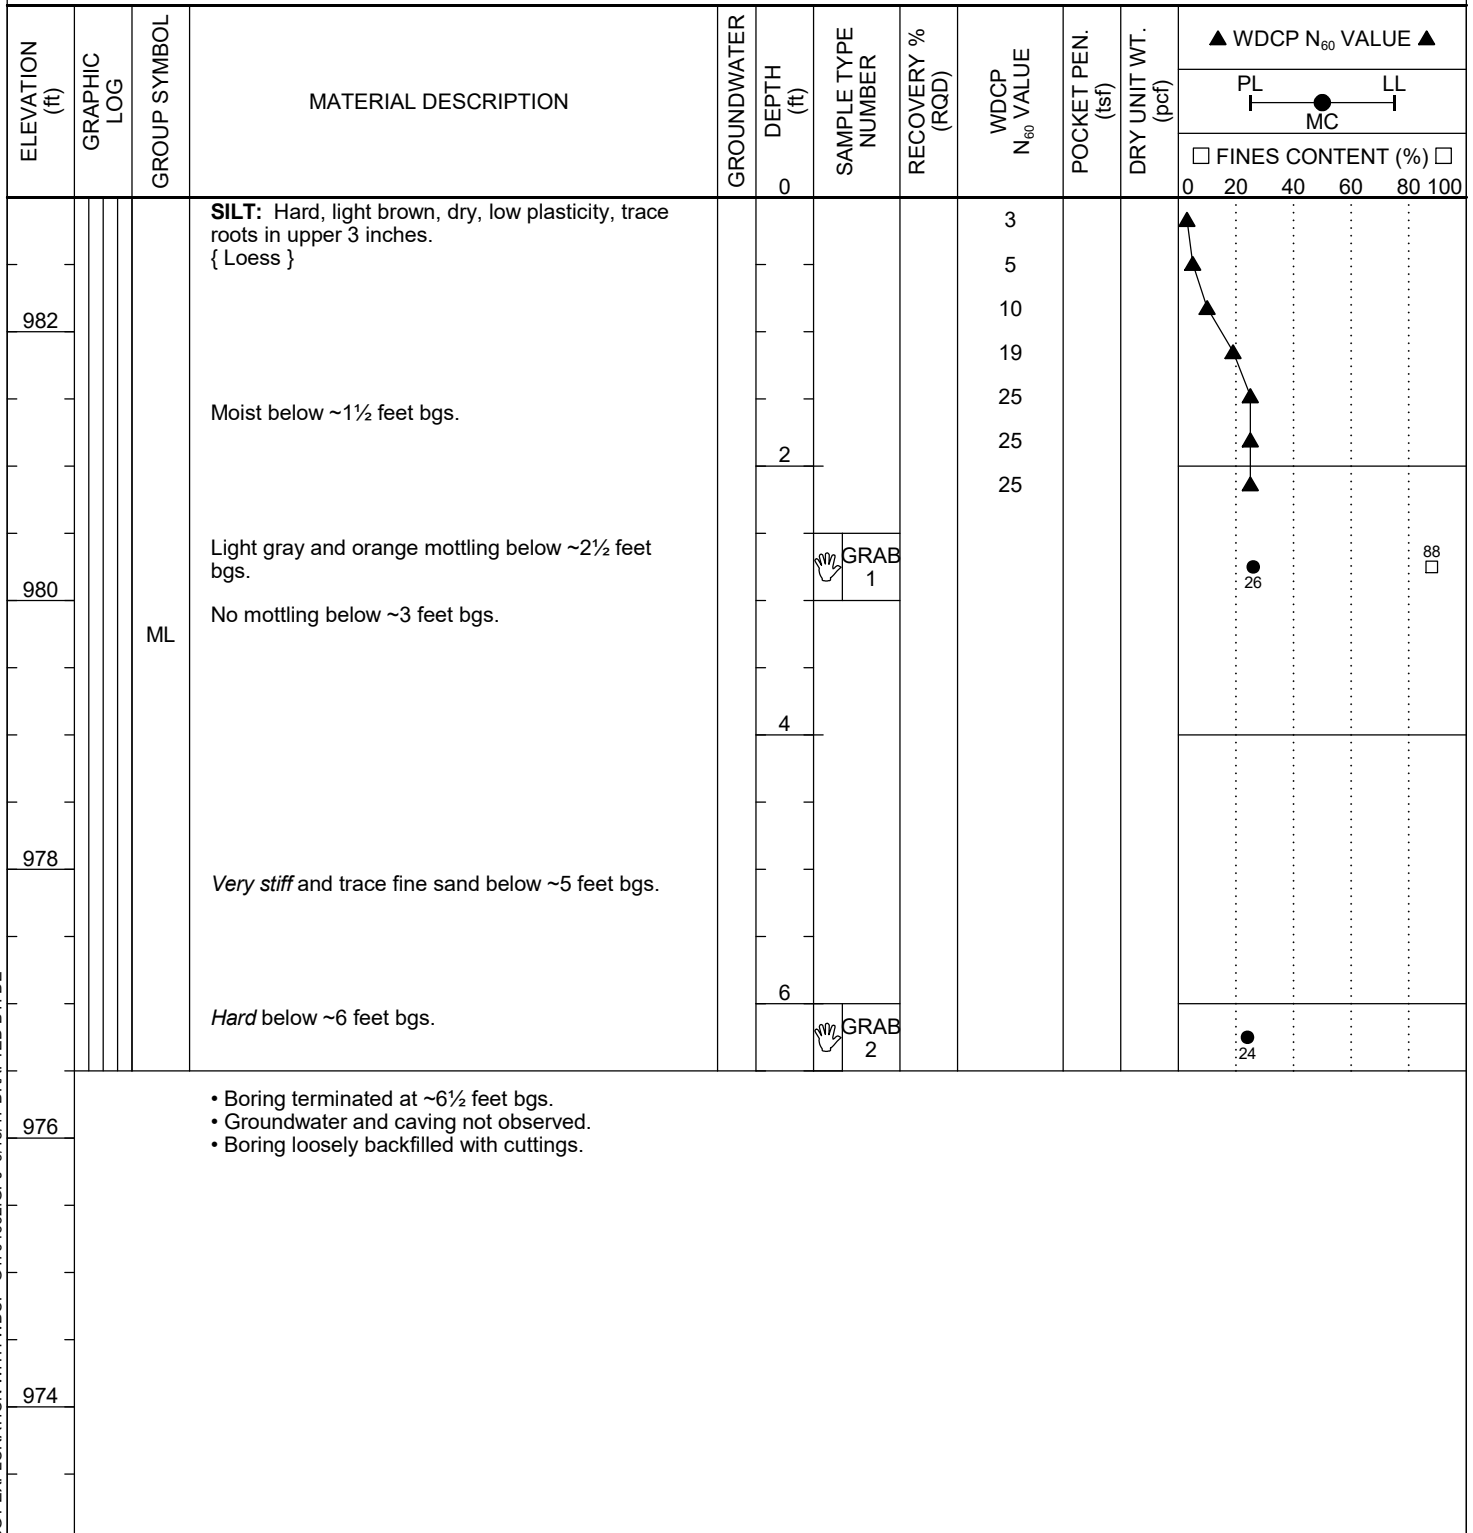 ELEVATION
(ft)
GRAPHIC
LOG
GROUP SYMBOL
MATERIAL DESCRIPTION
GROUNDWATER
DEPTH
(ft)
0
SAMPLE TYPE
NUMBER
RECOVERY %
(RQD)
WDCP
N60 VALUE
POCKET PEN.
(tsf)
DRY UNIT WT.
(pcf)
▲ WDCP N60 VALUE ▲
PL LL
MC
□ FINES CONTENT (%) □
0 20 40 60 80 100
SILT: Hard, light brown, dry, low plasticity, trace
roots in upper 3 inches.
{ Loess }
3
5
10
982
19
25
Moist below ~1½ feet bgs.
25
2
25
Light gray and orange mottling below ~2½ feet
bgs.
GRAB
1
88
26
980
No mottling below ~3 feet bgs.
ML
4
978
Very stiff and trace fine sand below ~5 feet bgs.
6
Hard below ~6 feet bgs.
GRAB
2
24
• Boring terminated at ~6½ feet bgs.
• Groundwater and caving not observed.
• Boring loosely backfilled with cuttings.
976
974